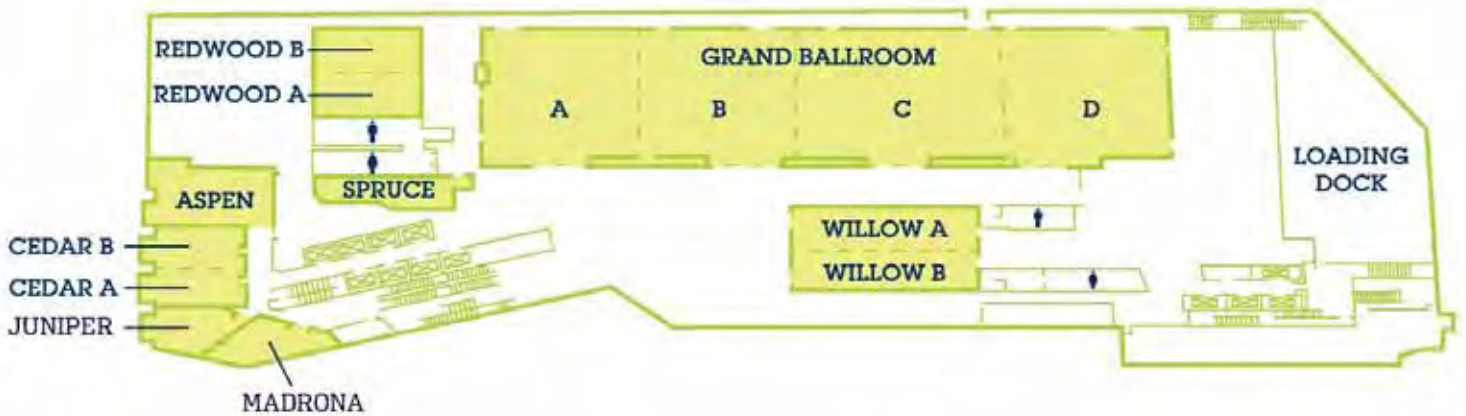 REDWOOD B
REDWOOD A
GRAND BALLROOM
A
B
C
D
LOADING
DOCK
ASPEN
SPRUCE
CEDAR B
CEDAR A
JUNIPER
MADRONA
WILLOW A
WILLOW B